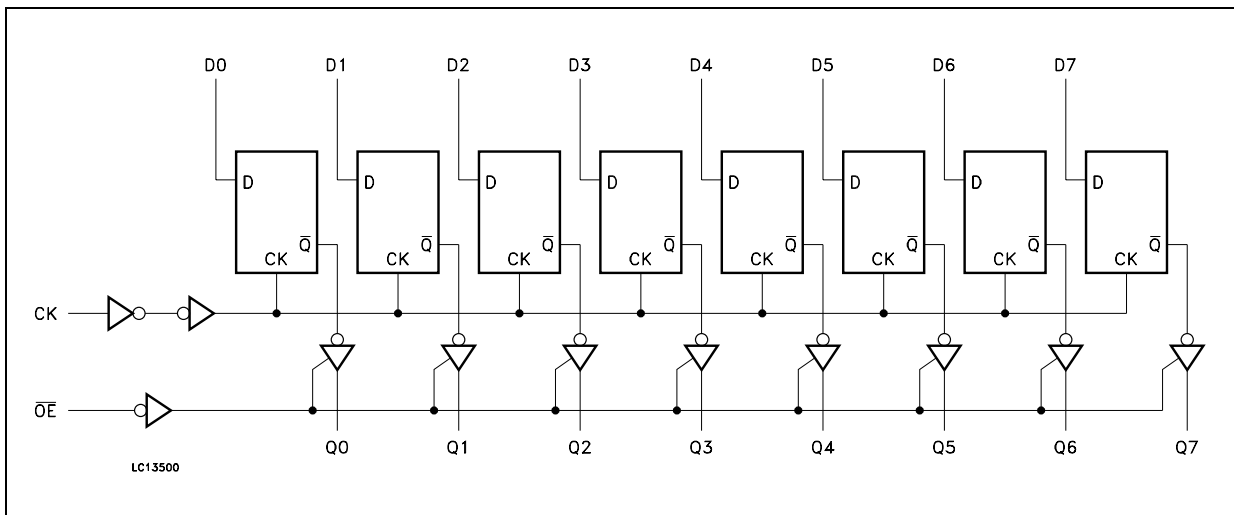 D0 D1 D2 D3 D4 D5 D6 D7
D D D D D D D D
Q̅ Q̅ Q̅ Q̅ Q̅ Q̅ Q̅ Q̅
CK CK CK CK CK CK CK CK
CK
O̅E̅
Q0 Q1 Q2 Q3 Q4 Q5 Q6 Q7
LC13500